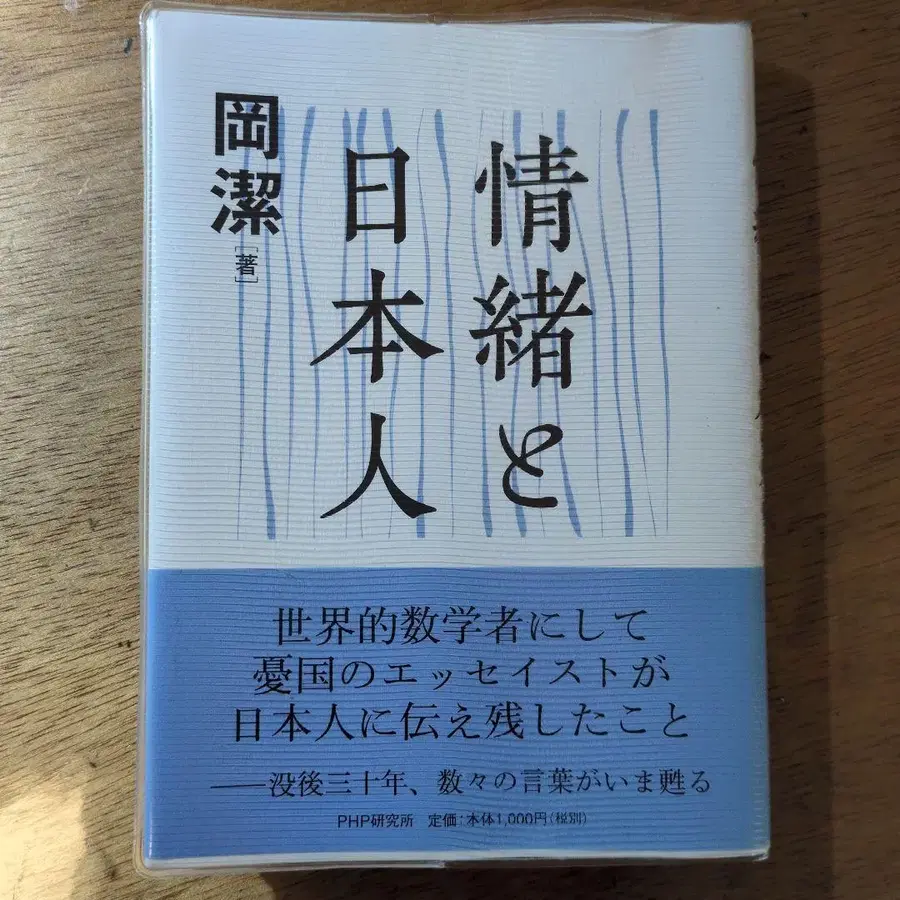 情緒と
日本人
岡潔
[著]
世界的数学者にして
憂国のエッセイストが
日本人に伝え残したこと
──没後三十年、数々の言葉がいま甦る
PHP研究所　定価:本体1,000円(税別)